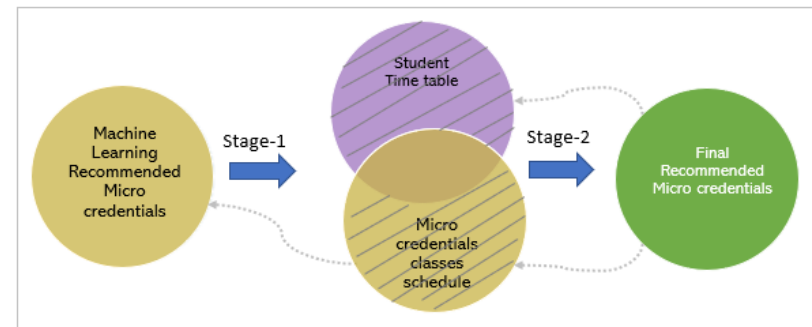 Machine
Learning
Recommended
Micro
credentials
Stage-1
Student
Time table
Micro
credentials
classes
schedule
Stage-2
Final
Recommended
Micro credentials